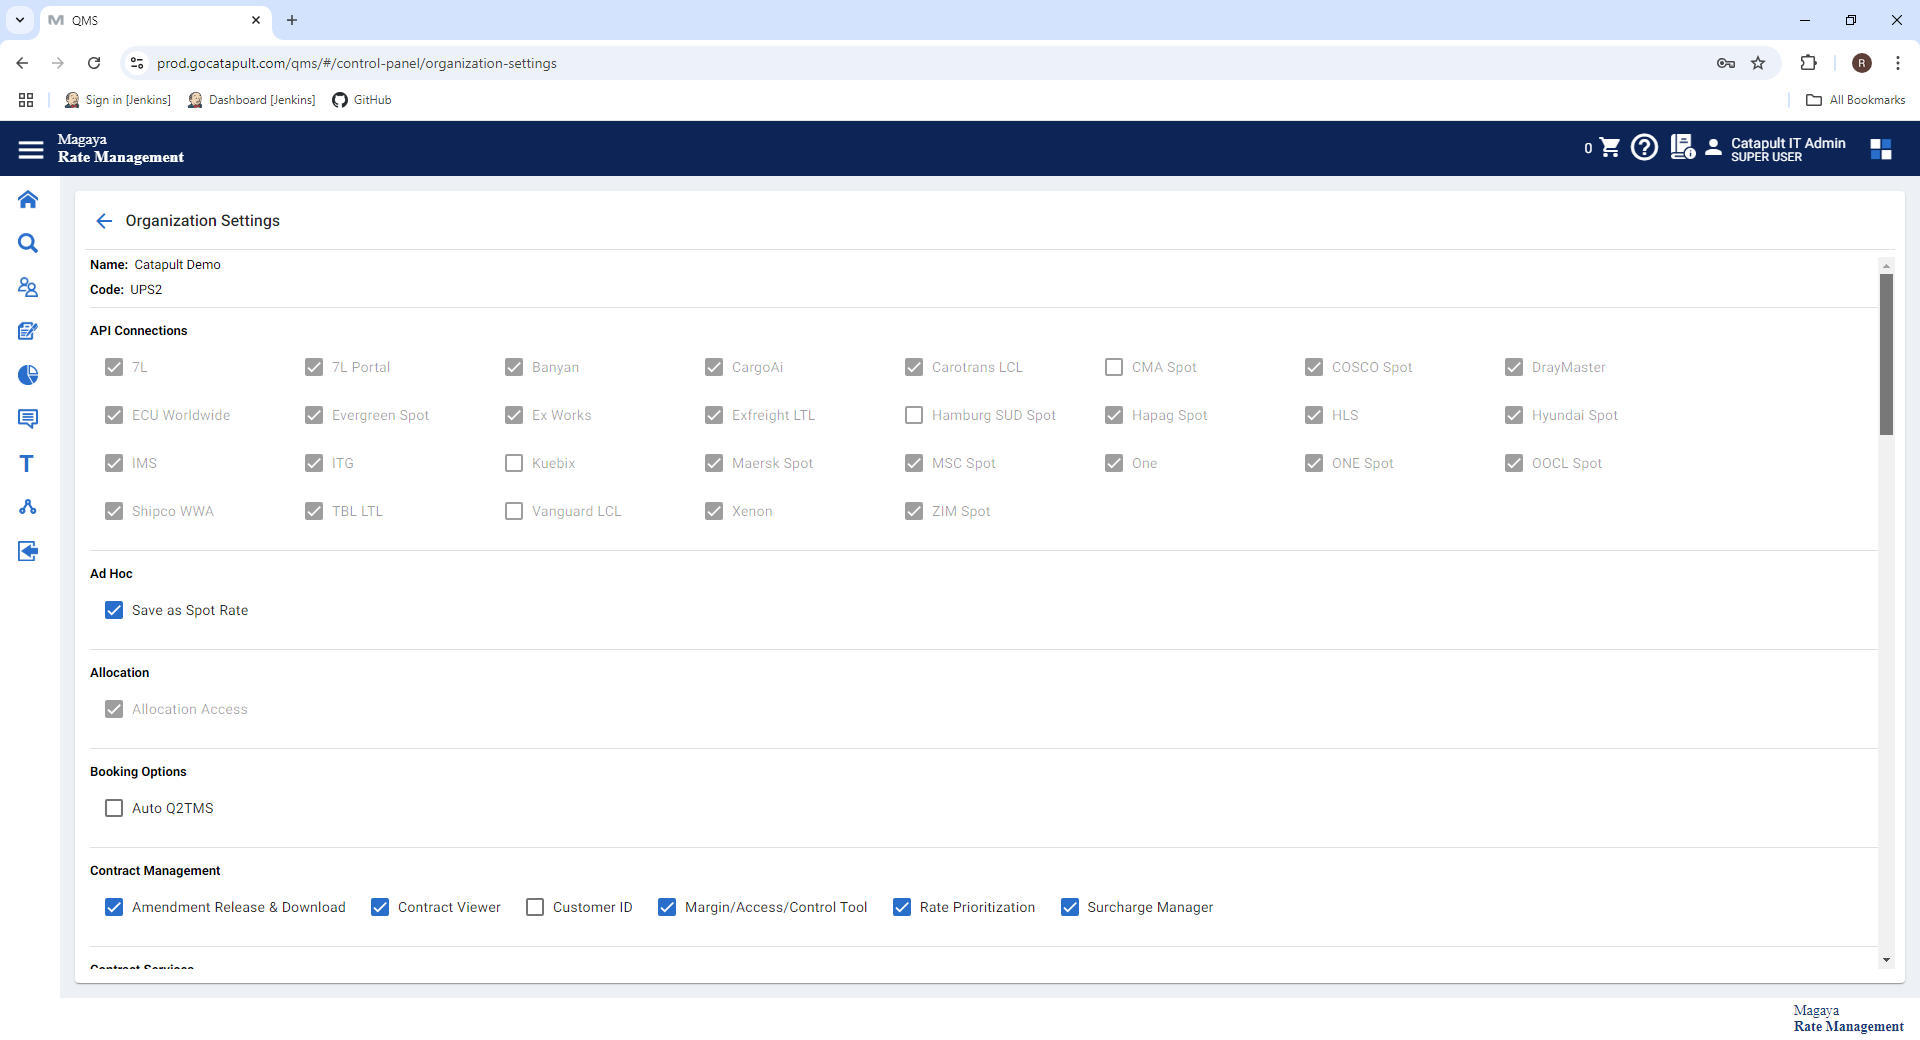 QMS
prod.gocatapult.com/qms/#/control-panel/organization-settings
R
Sign in [Jenkins]
Dashboard [Jenkins]
GitHub
All Bookmarks
Magaya
Rate Management
0
Catapult IT Admin
SUPER USER
Organization Settings
Name: Catapult Demo
Code: UPS2
API Connections
7L
7L Portal
Banyan
CargoAi
Carotrans LCL
CMA Spot
COSCO Spot
DrayMaster
ECU Worldwide
Evergreen Spot
Ex Works
Exfreight LTL
Hamburg SUD Spot
Hapag Spot
HLS
Hyundai Spot
IMS
ITG
Kuebix
Maersk Spot
MSC Spot
One
ONE Spot
OOCL Spot
Shipco WWA
TBL LTL
Vanguard LCL
Xenon
ZIM Spot
Ad Hoc
Save as Spot Rate
Allocation
Allocation Access
Booking Options
Auto Q2TMS
Contract Management
Amendment Release & Download
Contract Viewer
Customer ID
Margin/Access/Control Tool
Rate Prioritization
Surcharge Manager
Contract Services
Magaya
Rate Management